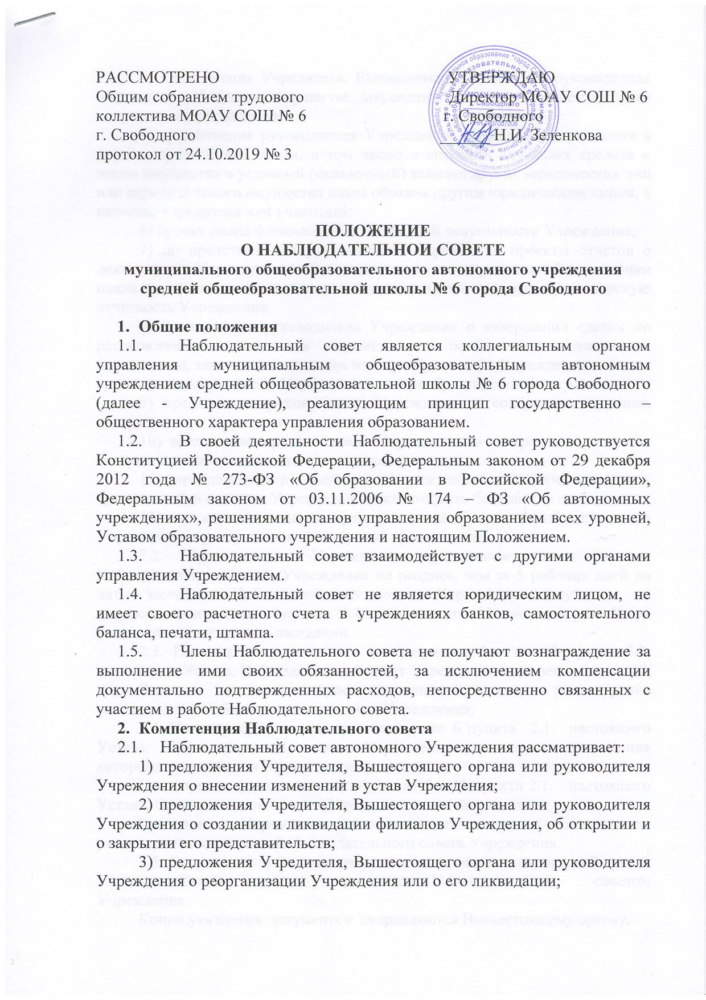 РАССМОТРЕНО
Общим собранием трудового
коллектива МОАУ СОШ № 6
г. Свободного
протокол от 24.10.2019 № 3
УТВЕРЖДАЮ
Директор МОАУ СОШ № 6
г. Свободного
Н.И. Зеленкова
МОАУ СОШ №6
г. Свободного
ИНН 2807007008
ПОЛОЖЕНИЕ
О НАБЛЮДАТЕЛЬНОИ СОВЕТЕ
муниципального общеобразовательного автономного учреждения
средней общеобразовательной школы № 6 города Свободного
1. Общие положения
1.1. Наблюдательный совет является коллегиальным органом
управления муниципальным общеобразовательным автономным
учреждением средней общеобразовательной школы № 6 города Свободного
(далее - Учреждение), реализующим принцип государственно –
общественного характера управления образованием.
1.2. В своей деятельности Наблюдательный совет руководствуется
Конституцией Российской Федерации, Федеральным законом от 29 декабря
2012 года № 273-ФЗ «Об образовании в Российской Федерации»,
Федеральным законом от 03.11.2006 № 174 – ФЗ «Об автономных
учреждениях», решениями органов управления образованием всех уровней,
Уставом образовательного учреждения и настоящим Положением.
1.3. Наблюдательный совет взаимодействует с другими органами
управления Учреждением.
1.4. Наблюдательный совет не является юридическим лицом, не
имеет своего расчетного счета в учреждениях банков, самостоятельного
баланса, печати, штампа.
1.5. Члены Наблюдательного совета не получают вознаграждение за
выполнение ими своих обязанностей, за исключением компенсации
документально подтвержденных расходов, непосредственно связанных с
участием в работе Наблюдательного совета.
2. Компетенция Наблюдательного совета
2.1. Наблюдательный совет автономного Учреждения рассматривает:
1) предложения Учредителя, Вышестоящего органа или руководителя
Учреждения о внесении изменений в устав Учреждения;
2) предложения Учредителя, Вышестоящего органа или руководителя
Учреждения о создании и ликвидации филиалов Учреждения, об открытии и
о закрытии его представительств;
3) предложения Учредителя, Вышестоящего органа или руководителя
Учреждения о реорганизации Учреждения или о его ликвидации;